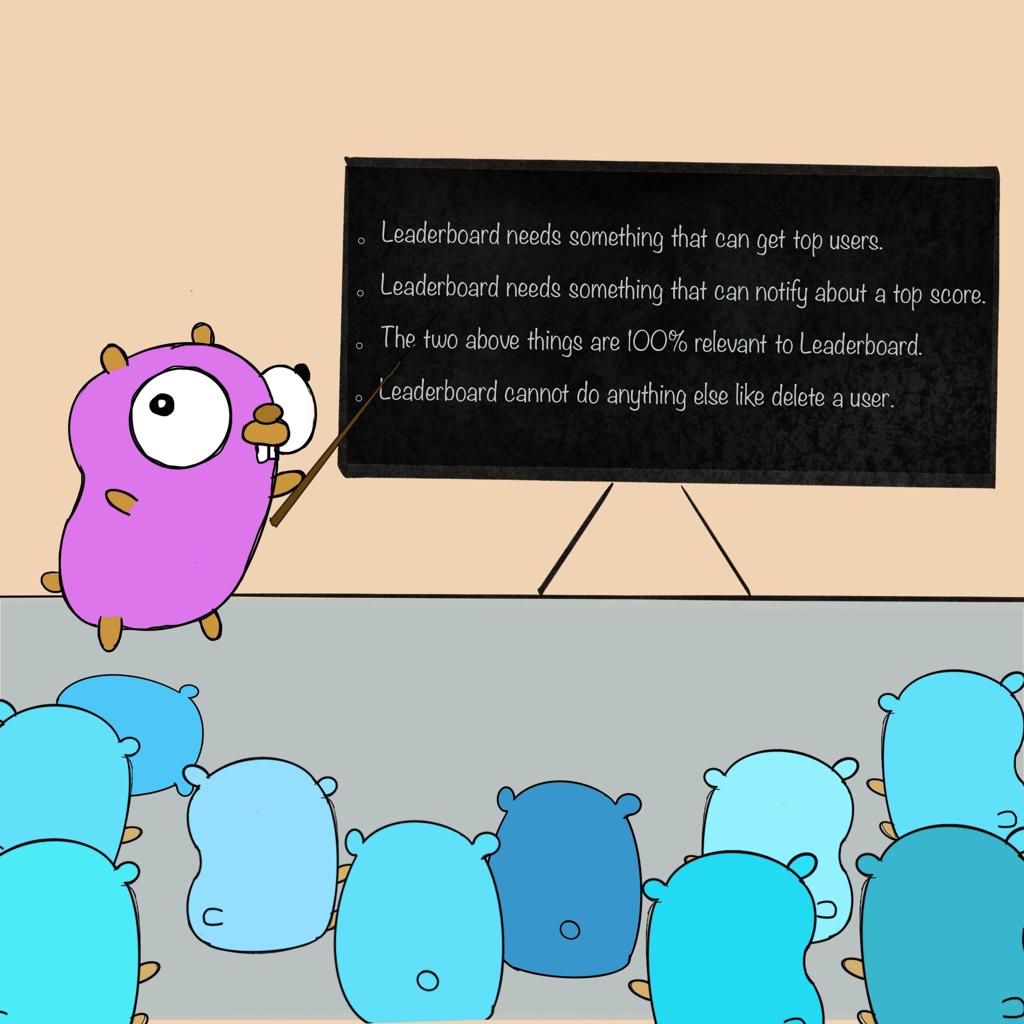 Leaderboard needs something that can get top users.
Leaderboard needs something that can notify about a top score.
The two above things are 100% relevant to Leaderboard.
Leaderboard cannot do anything else like delete a user.